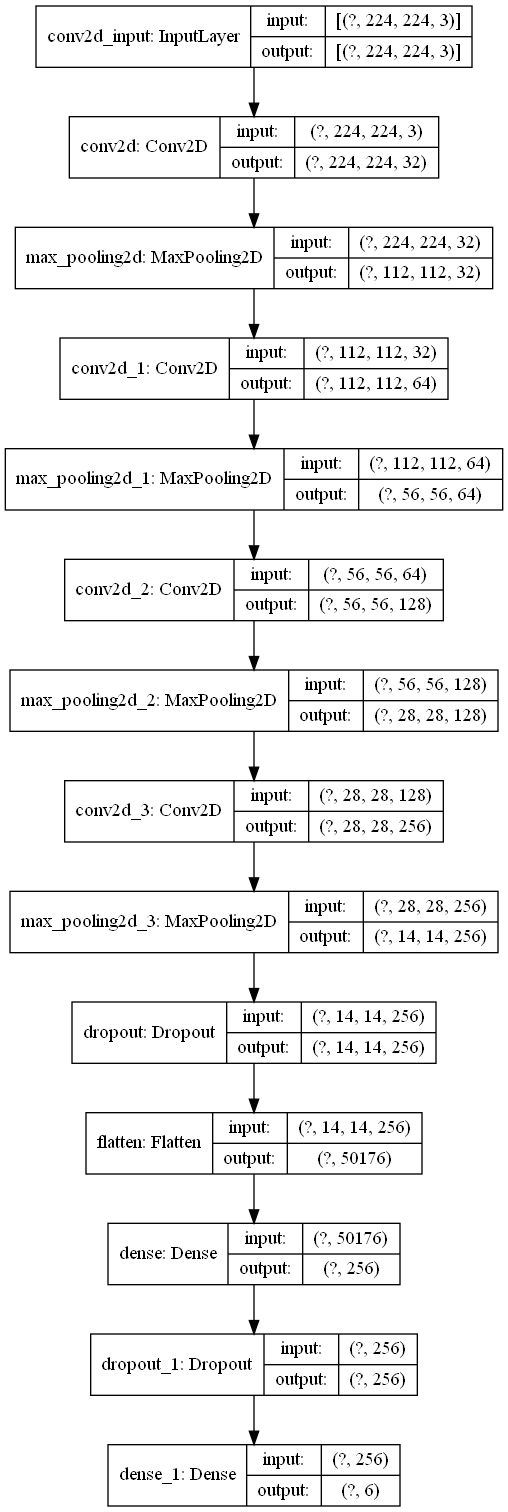 conv2d_input: InputLayer input: [(?, 224, 224, 3)]
output: [(?, 224, 224, 3)]
conv2d: Conv2D input: (?, 224, 224, 3)
output: (?, 224, 224, 32)
max_pooling2d: MaxPooling2D input: (?, 224, 224, 32)
output: (?, 112, 112, 32)
conv2d_1: Conv2D input: (?, 112, 112, 32)
output: (?, 112, 112, 64)
max_pooling2d_1: MaxPooling2D input: (?, 112, 112, 64)
output: (?, 56, 56, 64)
conv2d_2: Conv2D input: (?, 56, 56, 64)
output: (?, 56, 56, 128)
max_pooling2d_2: MaxPooling2D input: (?, 56, 56, 128)
output: (?, 28, 28, 128)
conv2d_3: Conv2D input: (?, 28, 28, 128)
output: (?, 28, 28, 256)
max_pooling2d_3: MaxPooling2D input: (?, 28, 28, 256)
output: (?, 14, 14, 256)
dropout: Dropout input: (?, 14, 14, 256)
output: (?, 14, 14, 256)
flatten: Flatten input: (?, 14, 14, 256)
output: (?, 50176)
dense: Dense input: (?, 50176)
output: (?, 256)
dropout_1: Dropout input: (?, 256)
output: (?, 256)
dense_1: Dense input: (?, 256)
output: (?, 6)